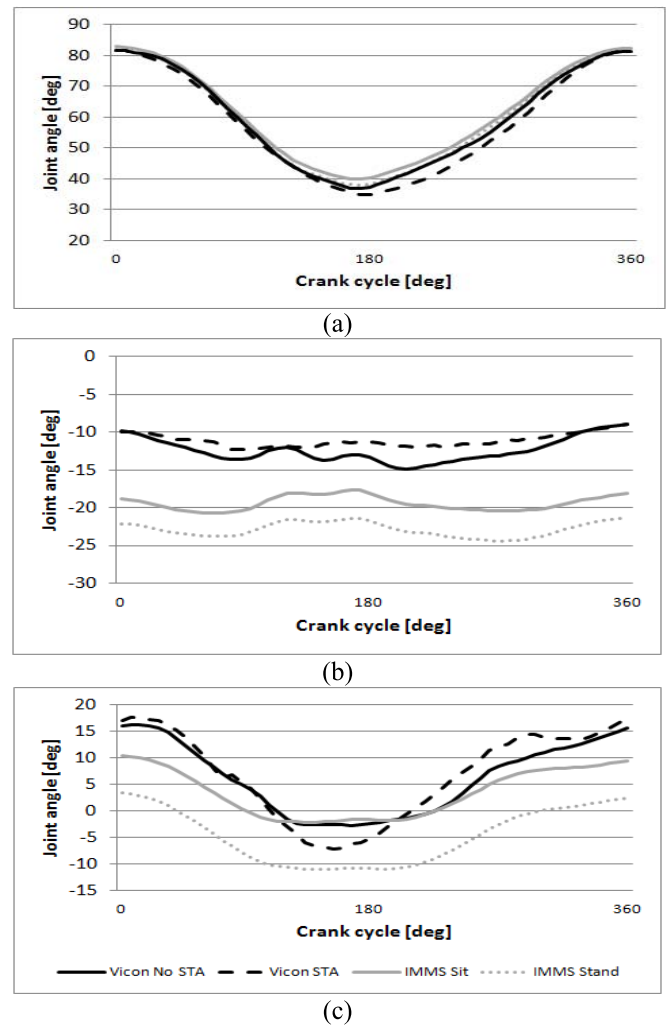 90
80
70
60
50
40
30
20
Joint angle [deg]
0 180 360
Crank cycle [deg]
(a)
0
-5
-10
-15
-20
-25
-30
Joint angle [deg]
0 180 360
Crank cycle [deg]
(b)
20
15
10
5
0
-5
-10
-15
Joint angle [deg]
0 180 360
Crank cycle [deg]
Vicon No STA Vicon STA IMMS Sit IMMS Stand
(c)